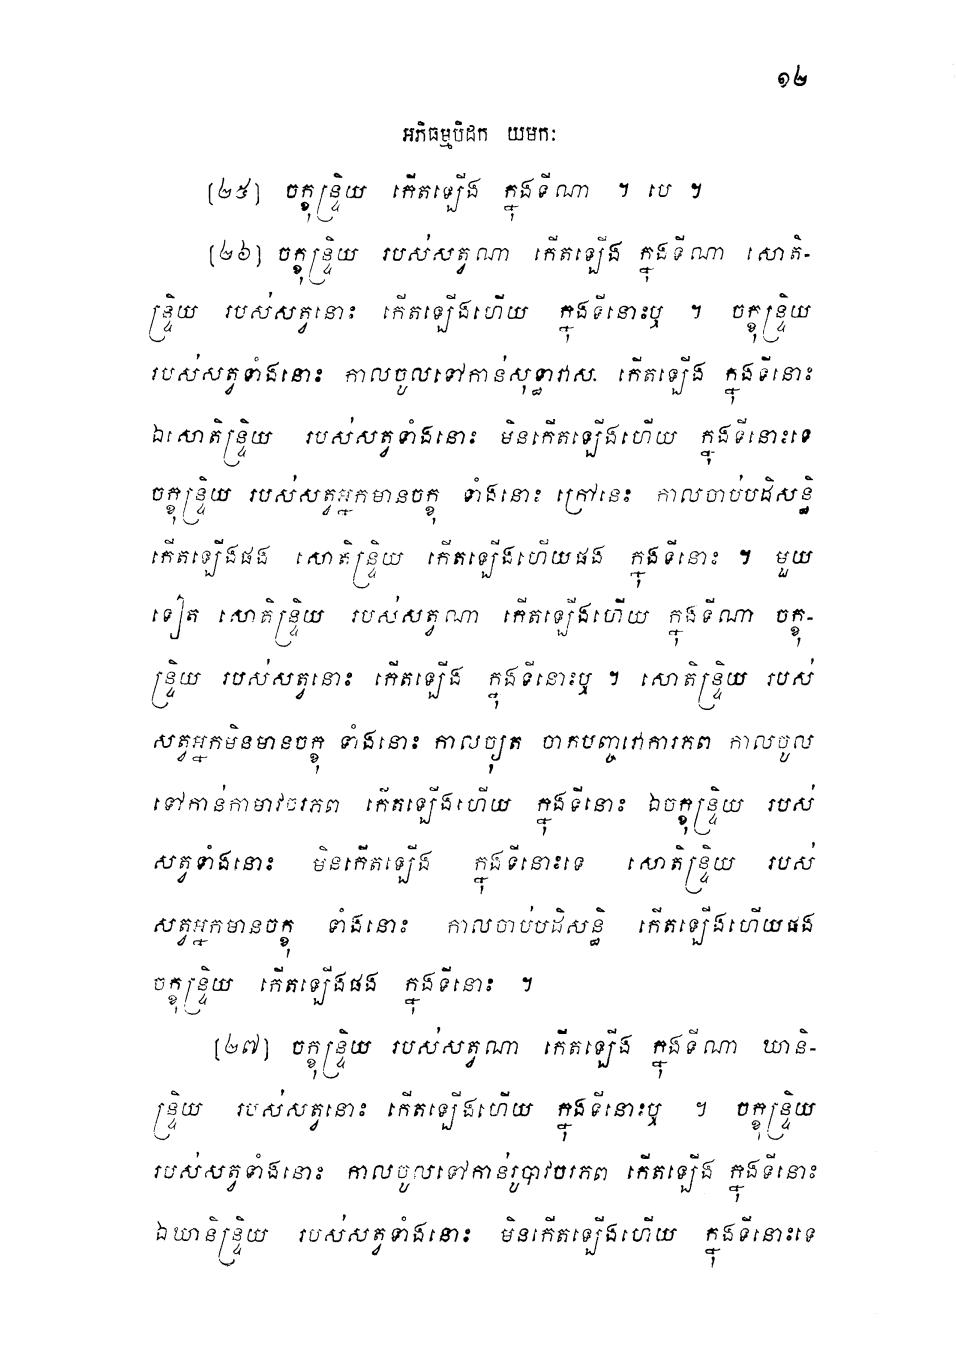 ១២
អភិធម្មបិដក យមកៈ
[២៥] ចក្ខុន្ទ្រិយ កើតឡើង ក្នុងទីណា ។ បេ ។
[២៦] ចក្ខុន្ទ្រិយ របស់សត្វណា កើតឡើង ក្នុងទីណា សោតិ-
ន្ទ្រិយ របស់សត្វនោះ កើតឡើងហើយ ក្នុងទីនោះឬ ។ ចក្ខុន្ទ្រិយ
របស់សត្វទាំងនោះ កាលចូលទៅកាន់សុទ្ធាវាស កើតឡើង ក្នុងទីនោះ
ឯសោតិន្ទ្រិយ របស់សត្វទាំងនោះ មិនកើតឡើងហើយ ក្នុងទីនោះទេ
ចក្ខុន្ទ្រិយ របស់សត្វអ្នកមានចក្ខុ ទាំងនោះ ក្រៅនេះ កាលចាប់បដិសន្ធិ
កើតឡើងផង សោតិន្ទ្រិយ កើតឡើងហើយផង ក្នុងទីនោះ ។ មួយ
ទៀត សោតិន្ទ្រិយ របស់សត្វណា កើតឡើងហើយ ក្នុងទីណា ចក្ខុ-
ន្ទ្រិយ របស់សត្វនោះ កើតឡើង ក្នុងទីនោះឬ ។ សោតិន្ទ្រិយ របស់
សត្វអ្នកមិនមានចក្ខុ ទាំងនោះ កាលច្យុត ចាកបញ្ចវោការភព កាលចូល
ទៅកាន់កាមាវចរភព កើតឡើងហើយ ក្នុងទីនោះ ឯចក្ខុន្ទ្រិយ របស់
សត្វទាំងនោះ មិនកើតឡើង ក្នុងទីនោះទេ សោតិន្ទ្រិយ របស់
សត្វអ្នកមានចក្ខុ ទាំងនោះ កាលចាប់បដិសន្ធិ កើតឡើងហើយផង
ចក្ខុន្ទ្រិយ កើតឡើងផង ក្នុងទីនោះ ។
[២៧] ចក្ខុន្ទ្រិយ របស់សត្វណា កើតឡើង ក្នុងទីណា ឃានិ-
ន្ទ្រិយ របស់សត្វនោះ កើតឡើងហើយ ក្នុងទីនោះឬ ។ ចក្ខុន្ទ្រិយ
របស់សត្វទាំងនោះ កាលចូលទៅកាន់រូបាវចរភព កើតឡើង ក្នុងទីនោះ
ឯឃានិន្ទ្រិយ របស់សត្វទាំងនោះ មិនកើតឡើងហើយ ក្នុងទីនោះទេ